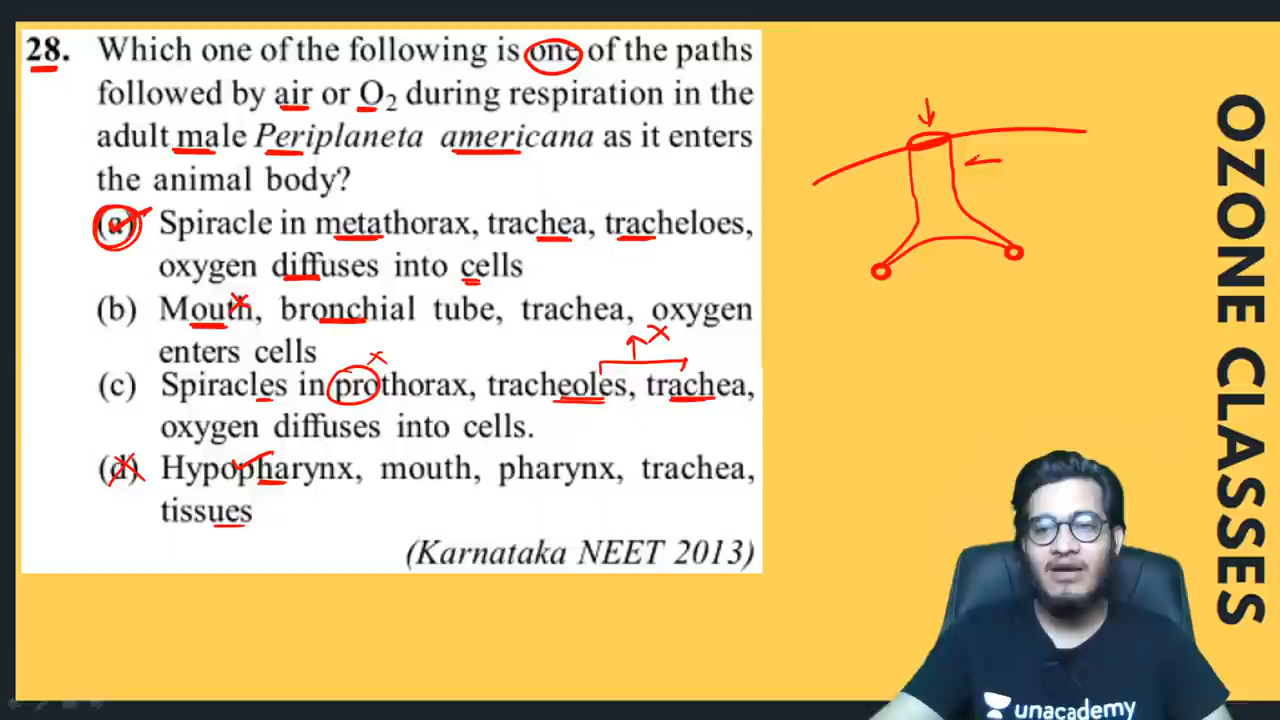 28. Which one of the following is one of the paths
followed by air or O2 during respiration in the
adult male Periplaneta americana as it enters
the animal body?
(a) Spiracle in metathorax, trachea, tracheloes,
oxygen diffuses into cells
(b) Mouth, bronchial tube, trachea, oxygen
enters cells
(c) Spiracles in prothorax, tracheoles, trachea,
oxygen diffuses into cells.
(d) Hypopharynx, mouth, pharynx, trachea,
tissues
(Karnataka NEET 2013)
OZONE CLASSES
unacademy